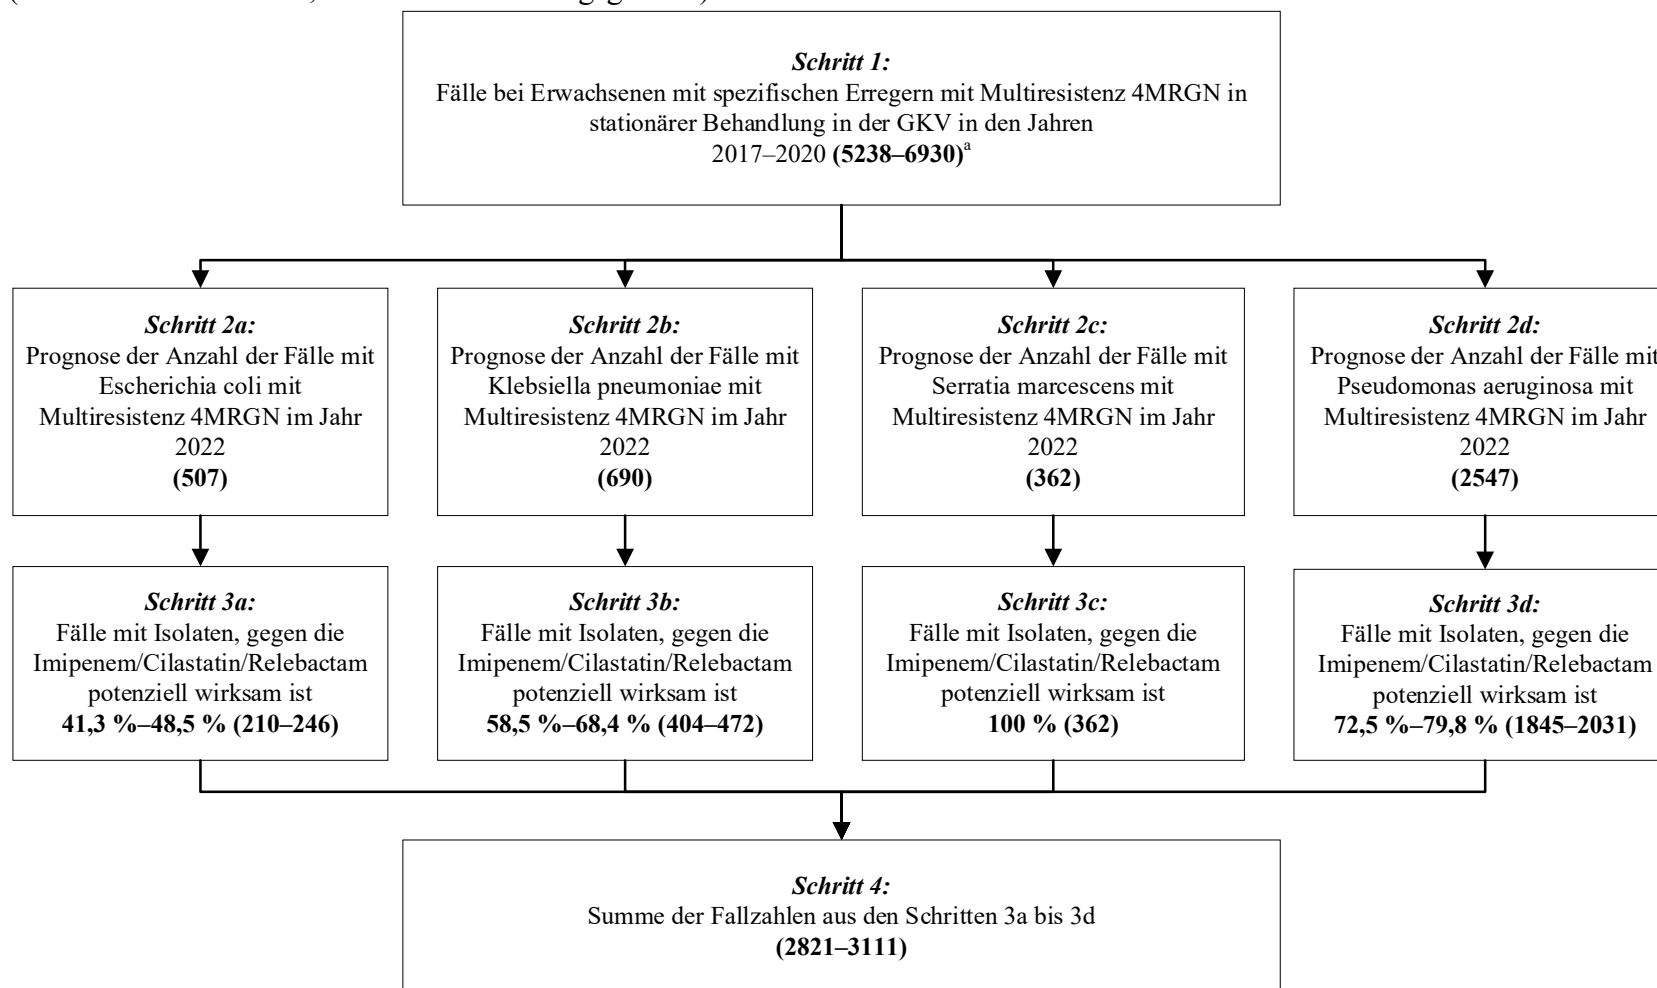 Schritt 1:
Fälle bei Erwachsenen mit spezifischen Erregern mit Multiresistenz 4MRGN in
stationärer Behandlung in der GKV in den Jahren
2017–2020 (5238–6930)a
Schritt 2a:
Prognose der Anzahl der Fälle mit
Escherichia coli mit
Multiresistenz 4MRGN im Jahr
2022
(507)
Schritt 2b:
Prognose der Anzahl der Fälle mit
Klebsiella pneumoniae mit
Multiresistenz 4MRGN im Jahr
2022
(690)
Schritt 2c:
Prognose der Anzahl der Fälle mit
Serratia marcescens mit
Multiresistenz 4MRGN im Jahr
2022
(362)
Schritt 2d:
Prognose der Anzahl der Fälle mit
Pseudomonas aeruginosa mit
Multiresistenz 4MRGN im Jahr
2022
(2547)
Schritt 3a:
Fälle mit Isolaten, gegen die
Imipenem/Cilastatin/Relebactam
potenziell wirksam ist
41,3 %–48,5 % (210–246)
Schritt 3b:
Fälle mit Isolaten, gegen die
Imipenem/Cilastatin/Relebactam
potenziell wirksam ist
58,5 %–68,4 % (404–472)
Schritt 3c:
Fälle mit Isolaten, gegen die
Imipenem/Cilastatin/Relebactam
potenziell wirksam ist
100 % (362)
Schritt 3d:
Fälle mit Isolaten, gegen die
Imipenem/Cilastatin/Relebactam
potenziell wirksam ist
72,5 %–79,8 % (1845–2031)
Schritt 4:
Summe der Fallzahlen aus den Schritten 3a bis 3d
(2821–3111)